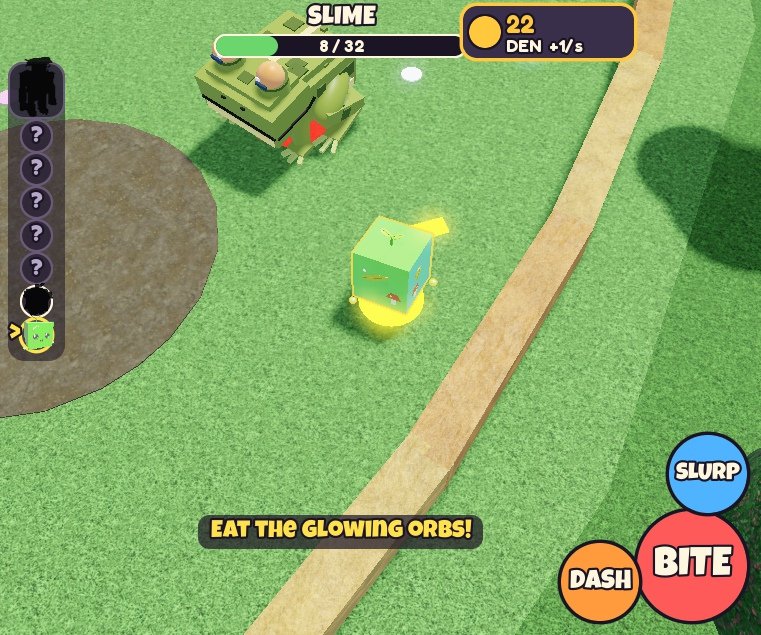 SLIME
8 / 32
22
DEN +1/s
?
?
?
?
?
>
EAT THE GLOWING ORBS!
SLURP
BITE
DASH